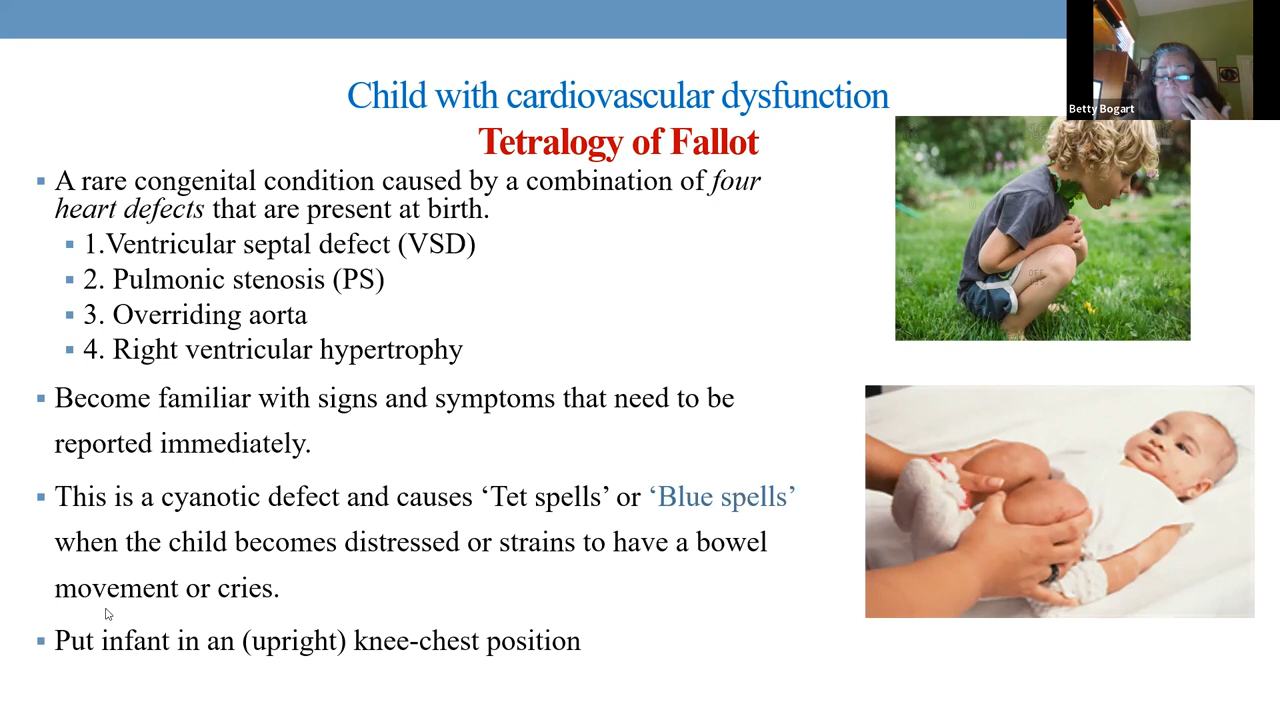 Betty Bogart
Child with cardiovascular dysfunction
Tetralogy of Fallot
▪ A rare congenital condition caused by a combination of four
heart defects that are present at birth.
▪ 1.Ventricular septal defect (VSD)
▪ 2. Pulmonic stenosis (PS)
▪ 3. Overriding aorta
▪ 4. Right ventricular hypertrophy
▪ Become familiar with signs and symptoms that need to be
reported immediately.
▪ This is a cyanotic defect and causes ‘Tet spells’ or ‘Blue spells’
when the child becomes distressed or strains to have a bowel
movement or cries.
▪ Put infant in an (upright) knee-chest position